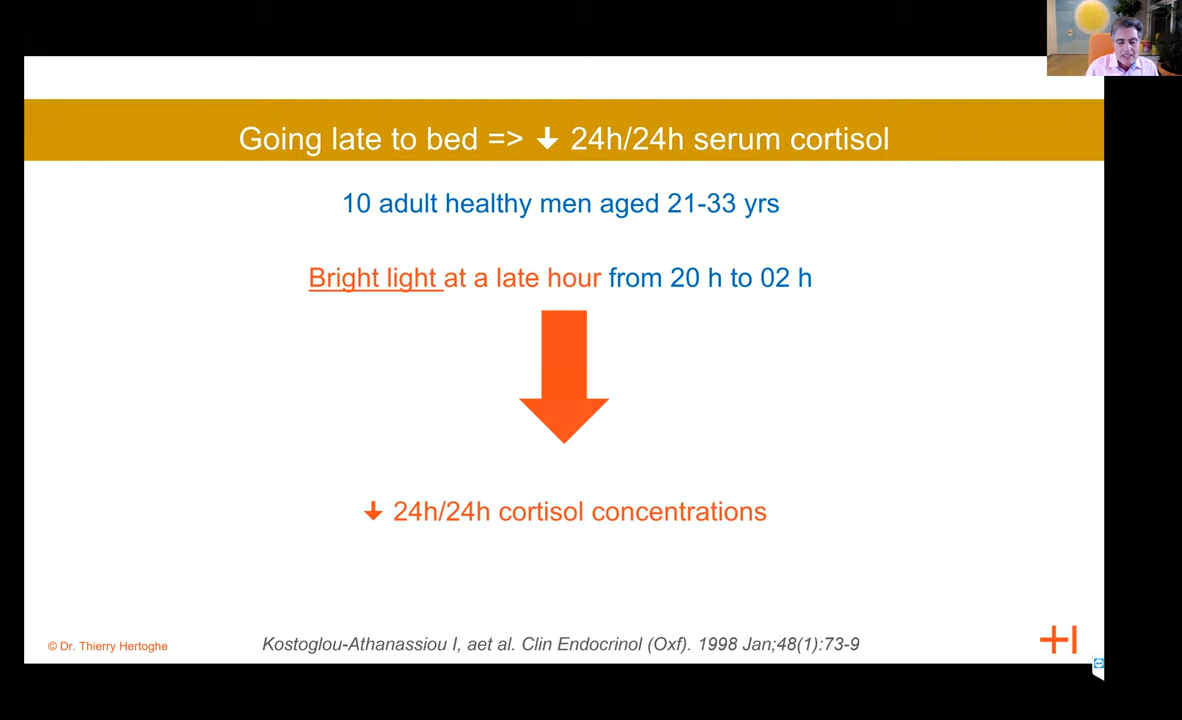 Going late to bed => ↓ 24h/24h serum cortisol
10 adult healthy men aged 21-33 yrs
Bright light at a late hour from 20 h to 02 h
↓ 24h/24h cortisol concentrations
© Dr. Thierry Hertoghe
Kostoglou-Athanassiou I, aet al. Clin Endocrinol (Oxf). 1998 Jan;48(1):73-9